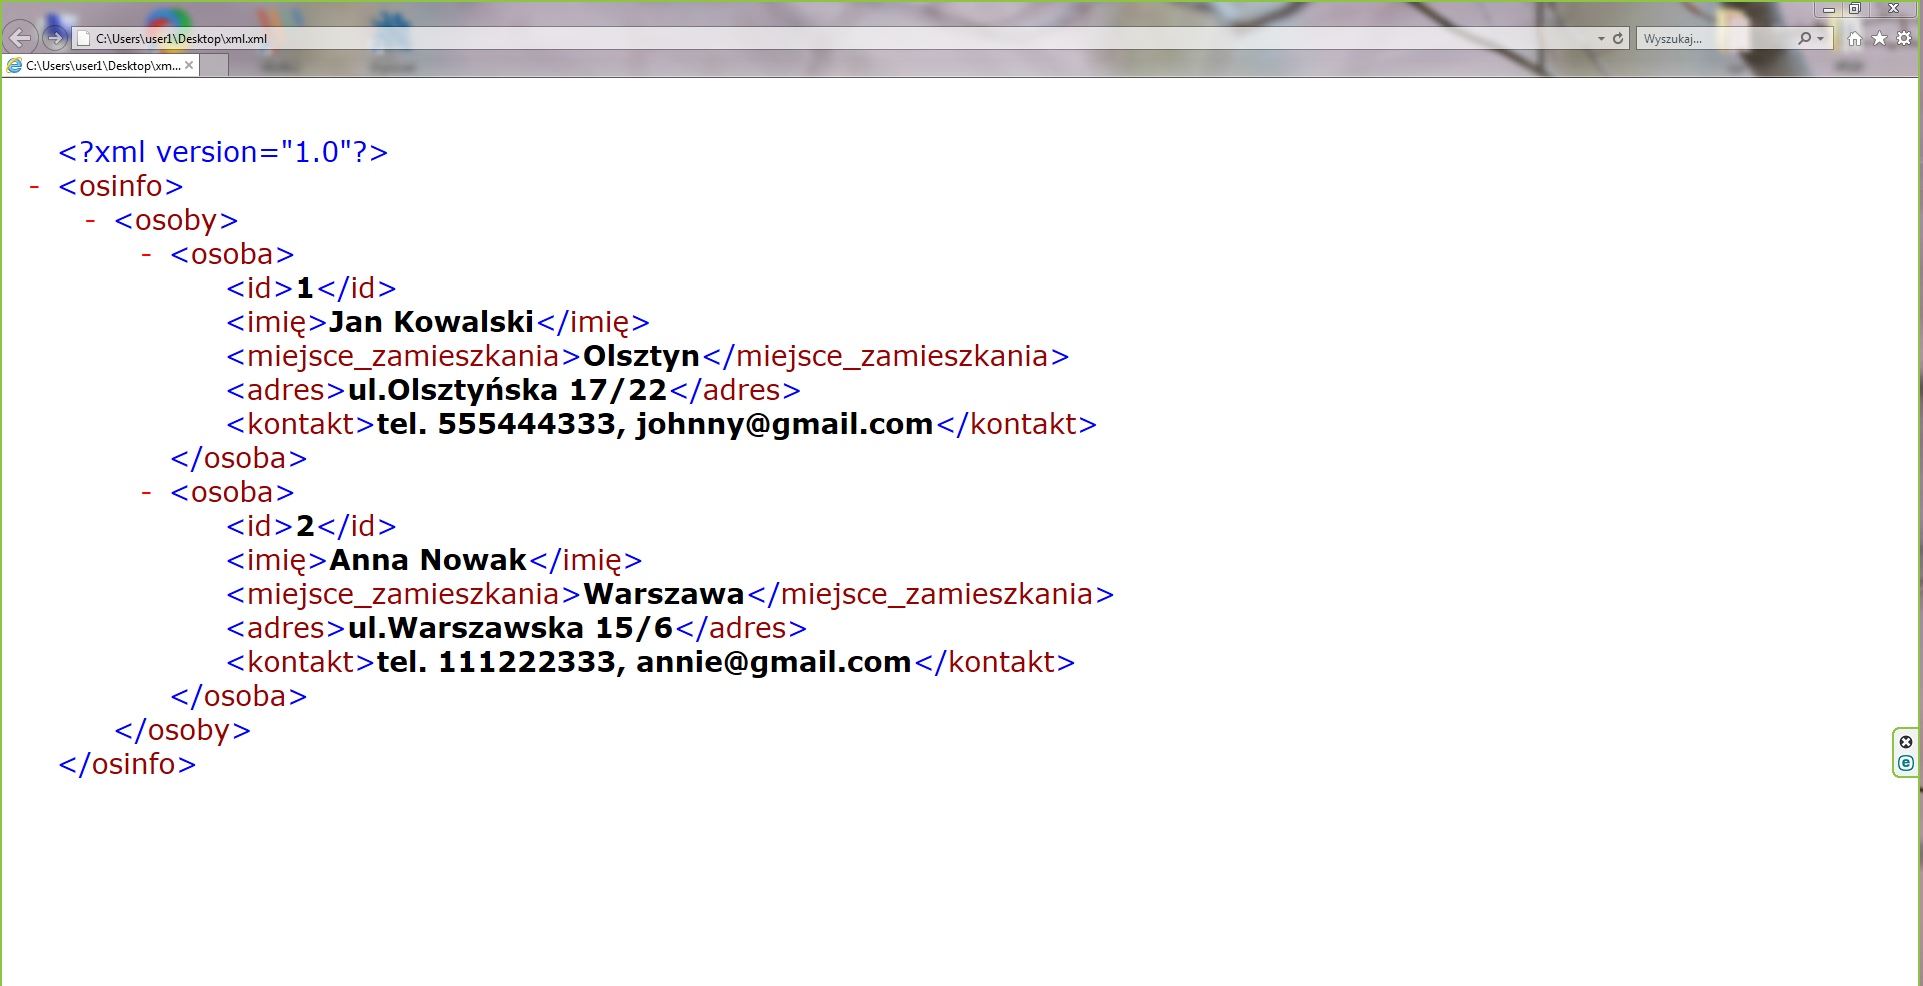 C:\Users\user1\Desktop\xml.xml
Wyszukaj...
C:\Users\user1\Desktop\xm...
<?xml version="1.0"?>
- <osinfo>
- <osoby>
- <osoba>
<id>1</id>
<imię>Jan Kowalski</imię>
<miejsce_zamieszkania>Olsztyn</miejsce_zamieszkania>
<adres>ul.Olsztyńska 17/22</adres>
<kontakt>tel. 555444333, johnny@gmail.com</kontakt>
</osoba>
- <osoba>
<id>2</id>
<imię>Anna Nowak</imię>
<miejsce_zamieszkania>Warszawa</miejsce_zamieszkania>
<adres>ul.Warszawska 15/6</adres>
<kontakt>tel. 111222333, annie@gmail.com</kontakt>
</osoba>
</osoby>
</osinfo>